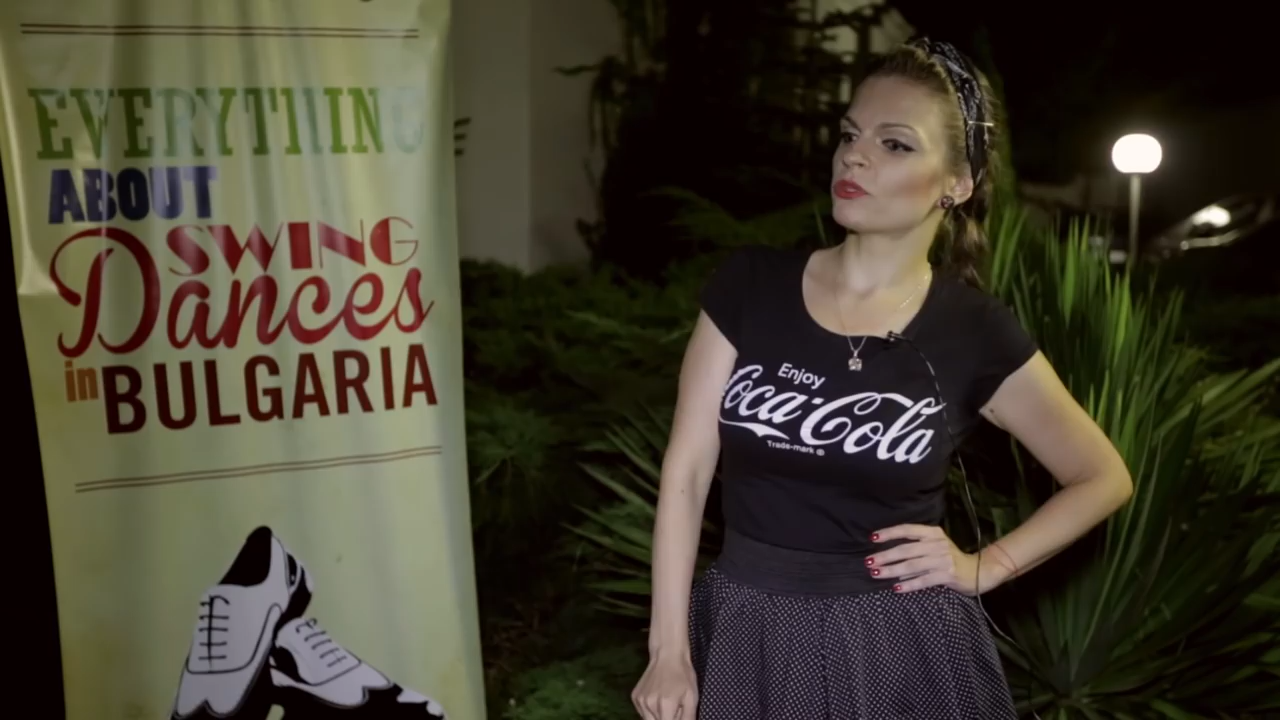 EVERYTHING
ABOUT
SWING
Dances
in BULGARIA
Enjoy
Coca-Cola
Trade-mark ®